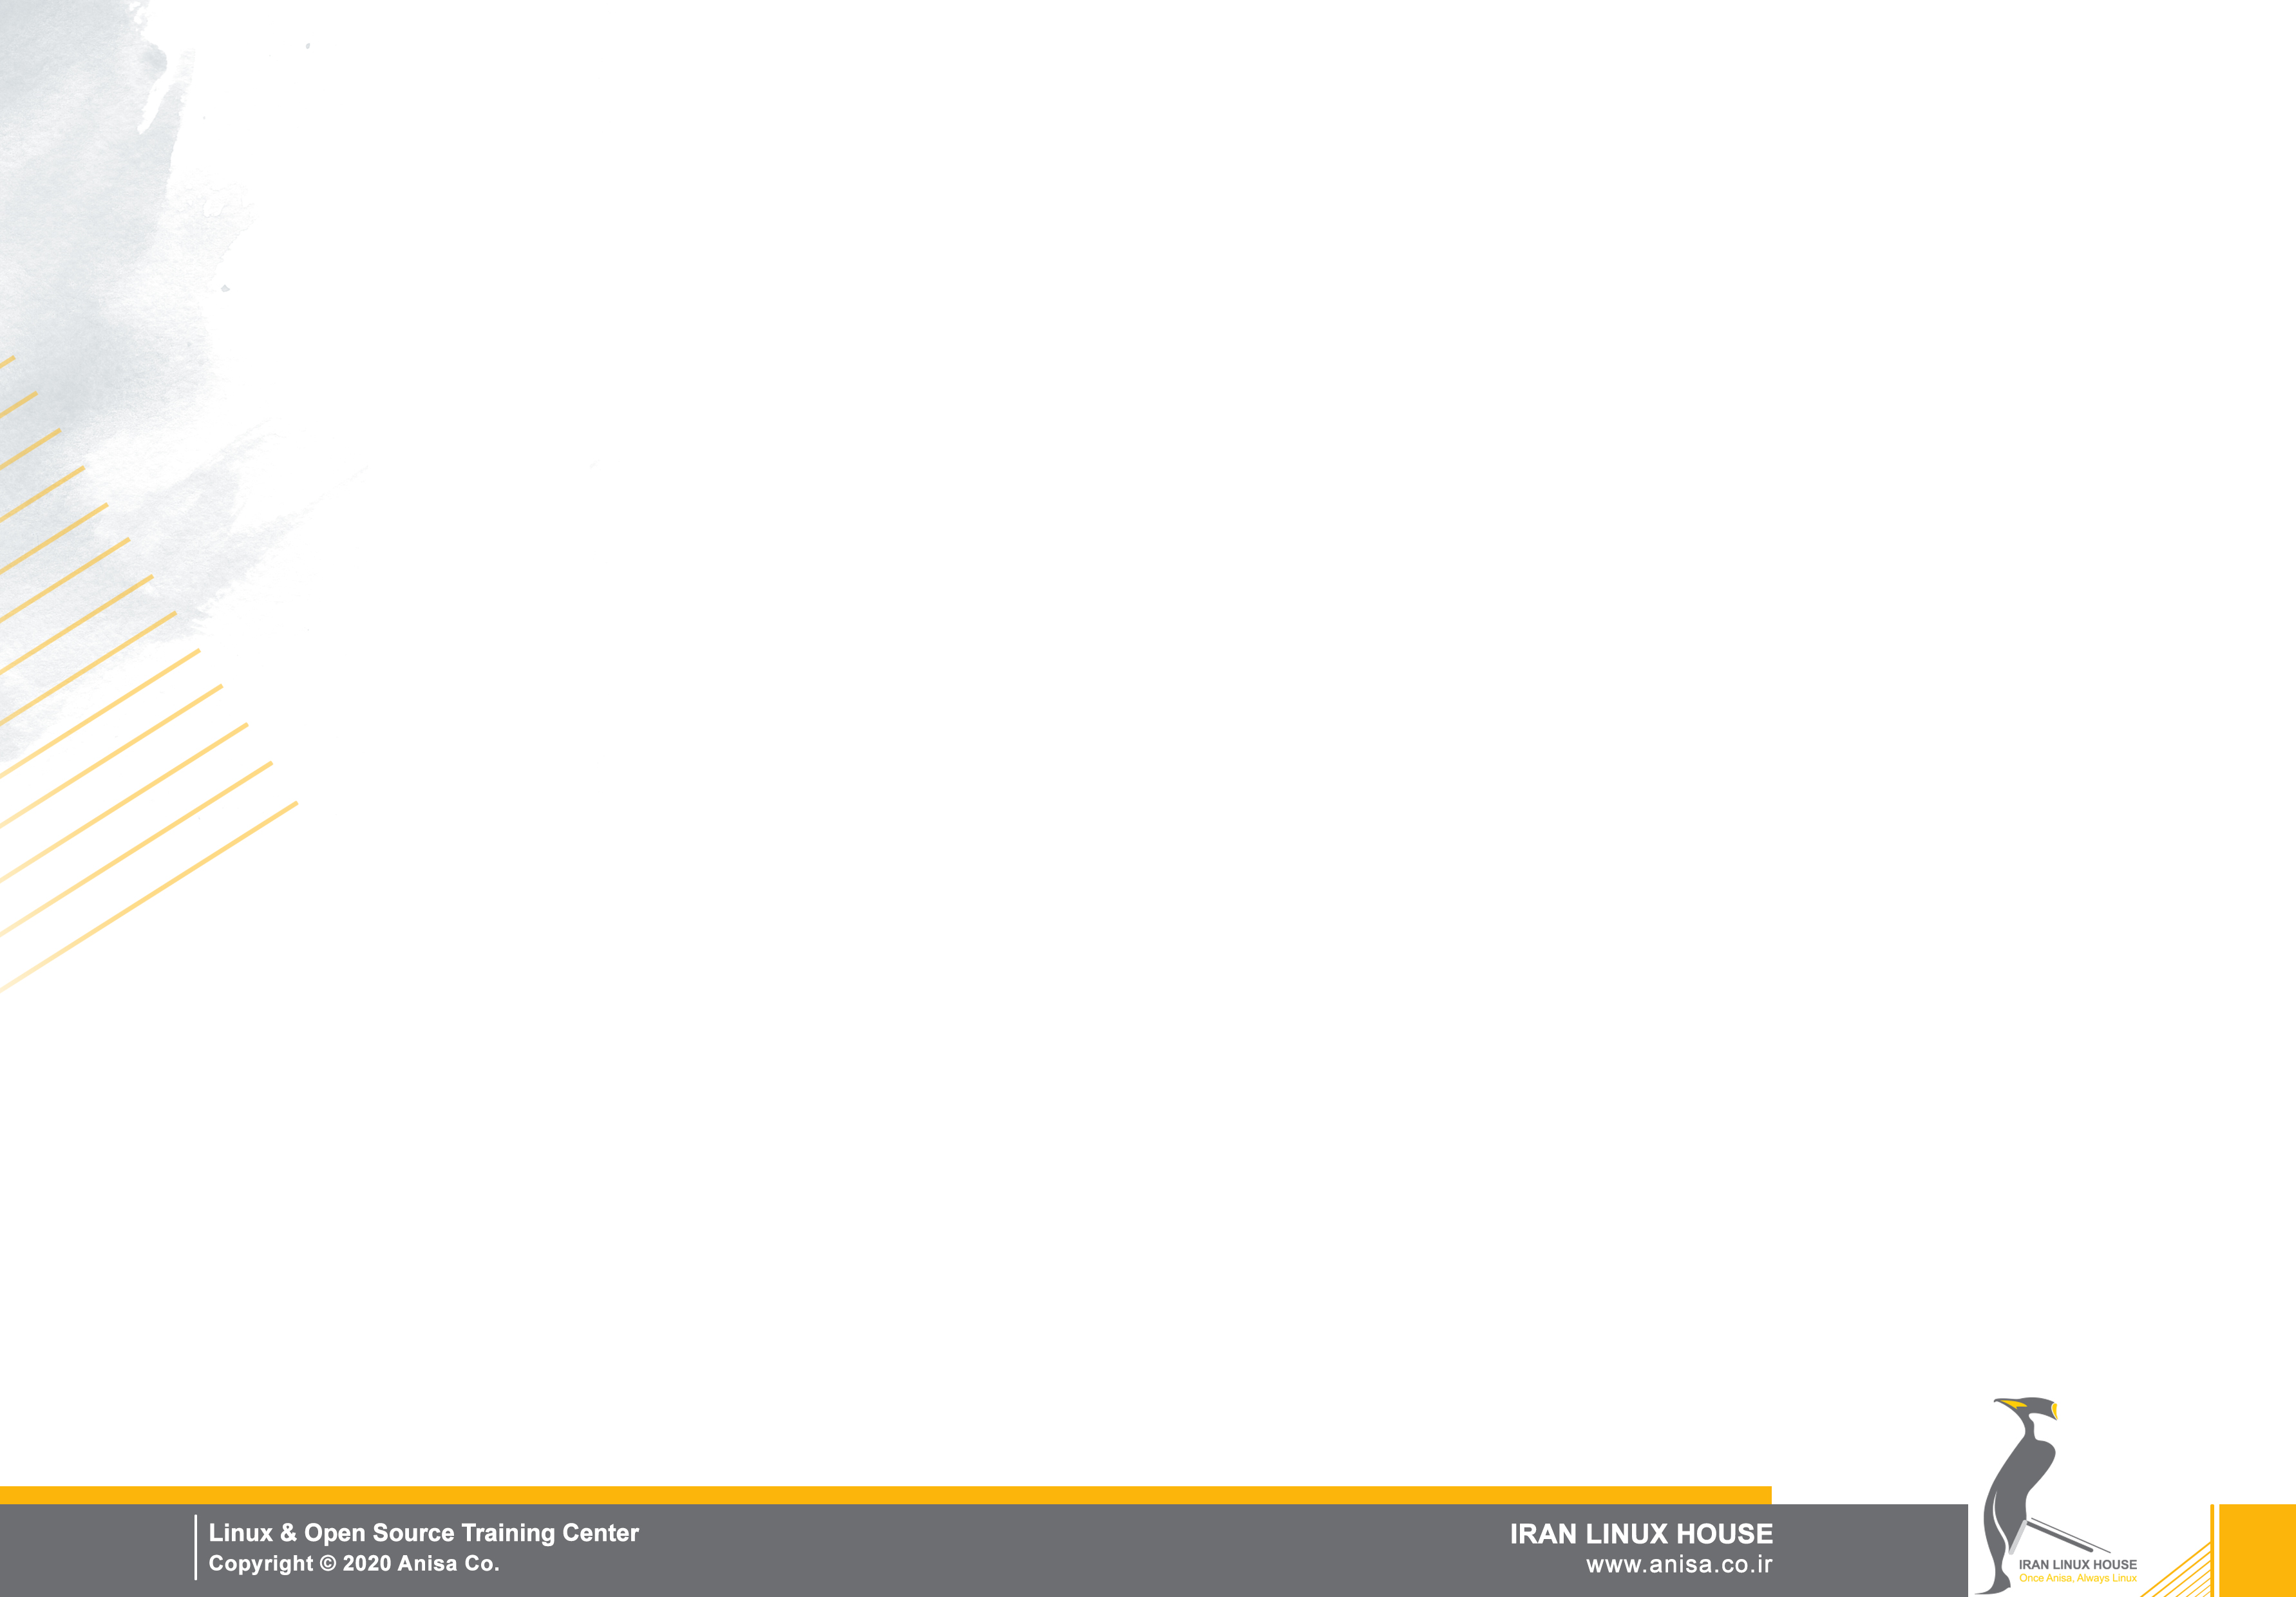 Linux & Open Source Training Center
Copyright © 2020 Anisa Co.
IRAN LINUX HOUSE
www.anisa.co.ir
IRAN LINUX HOUSE
Once Anisa, Always Linux